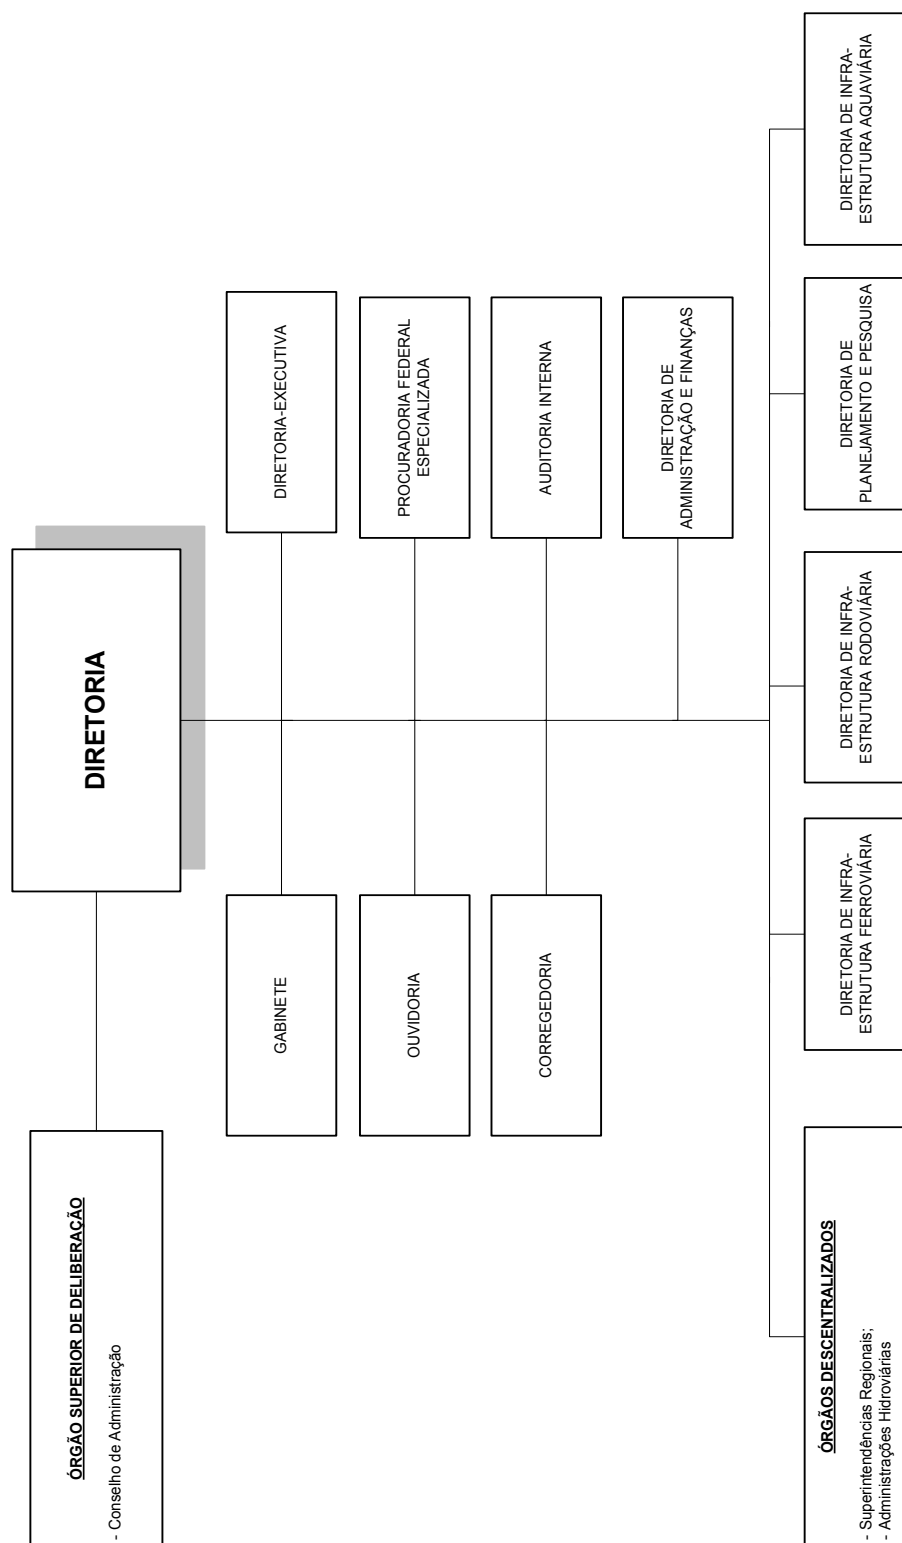 ÓRGÃO SUPERIOR DE DELIBERAÇÃO
- Conselho de Administração
DIRETORIA
GABINETE
DIRETORIA-EXECUTIVA
OUVIDORIA
PROCURADORIA FEDERAL
ESPECIALIZADA
CORREGEDORIA
AUDITORIA INTERNA
DIRETORIA DE
ADMINISTRAÇÃO E FINANÇAS
ÓRGÃOS DESCENTRALIZADOS
- Superintendências Regionais;
- Administrações Hidroviárias
DIRETORIA DE INFRA-
ESTRUTURA FERROVIÁRIA
DIRETORIA DE INFRA-
ESTRUTURA RODOVIÁRIA
DIRETORIA DE
PLANEJAMENTO E PESQUISA
DIRETORIA DE INFRA-
ESTRUTURA AQUAVIÁRIA